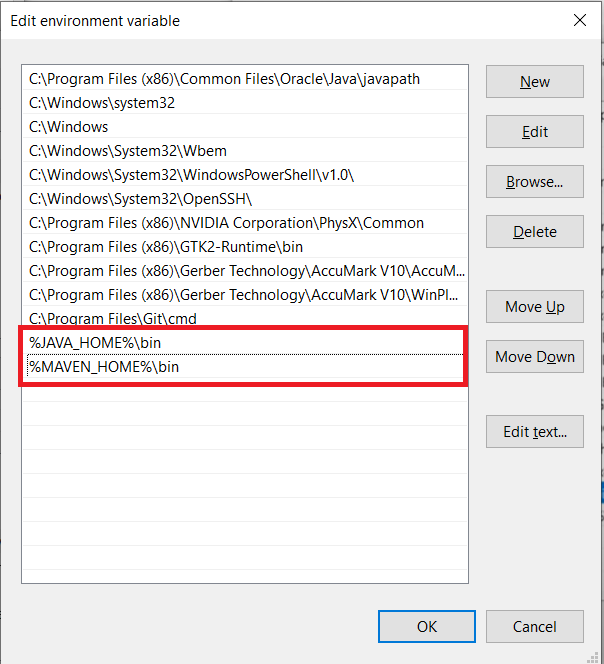 Edit environment variable
C:\Program Files (x86)\Common Files\Oracle\Java\javapath
C:\Windows\system32
C:\Windows
C:\Windows\System32\Wbem
C:\Windows\System32\WindowsPowerShell\v1.0\
C:\Windows\System32\OpenSSH\
C:\Program Files (x86)\NVIDIA Corporation\PhysX\Common
C:\Program Files (x86)\GTK2-Runtime\bin
C:\Program Files (x86)\Gerber Technology\AccuMark V10\AccuM...
C:\Program Files (x86)\Gerber Technology\AccuMark V10\WinPl...
C:\Program Files\Git\cmd
%JAVA_HOME%\bin
%MAVEN_HOME%\bin
New
Edit
Browse...
Delete
Move Up
Move Down
Edit text...
OK
Cancel